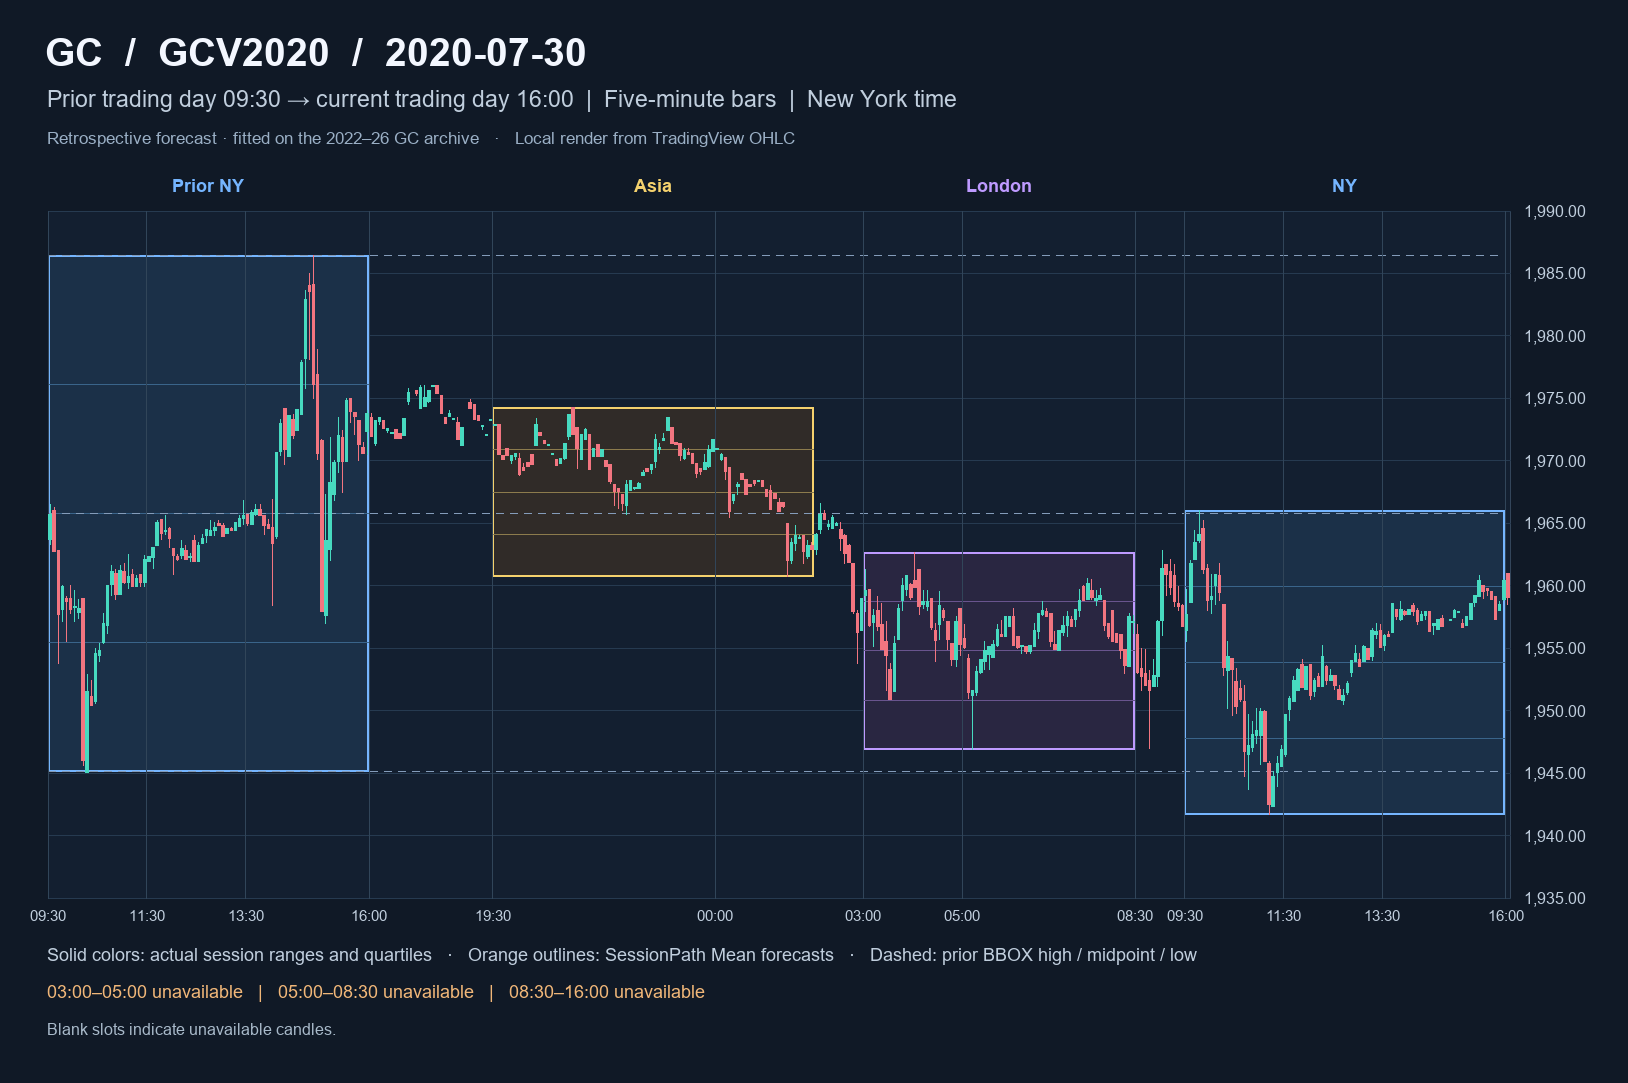 GC / GCV2020 / 2020-07-30
Prior trading day 09:30 → current trading day 16:00 | Five-minute bars | New York time
Retrospective forecast · fitted on the 2022–26 GC archive · Local render from TradingView OHLC
Prior NY Asia London NY
1,990.00
1,985.00
1,980.00
1,975.00
1,970.00
1,965.00
1,960.00
1,955.00
1,950.00
1,945.00
1,940.00
1,935.00
09:30 11:30 13:30 16:00 19:30 00:00 03:00 05:00 08:30 09:30 11:30 13:30 16:00
Solid colors: actual session ranges and quartiles · Orange outlines: SessionPath Mean forecasts · Dashed: prior BBOX high / midpoint / low
03:00–05:00 unavailable | 05:00–08:30 unavailable | 08:30–16:00 unavailable
Blank slots indicate unavailable candles.